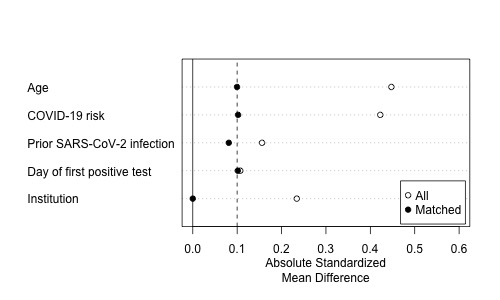 Age
COVID-19 risk
Prior SARS-CoV-2 infection
Day of first positive test
Institution
All
Matched
0.0 0.1 0.2 0.3 0.4 0.5 0.6
Absolute Standardized
Mean Difference